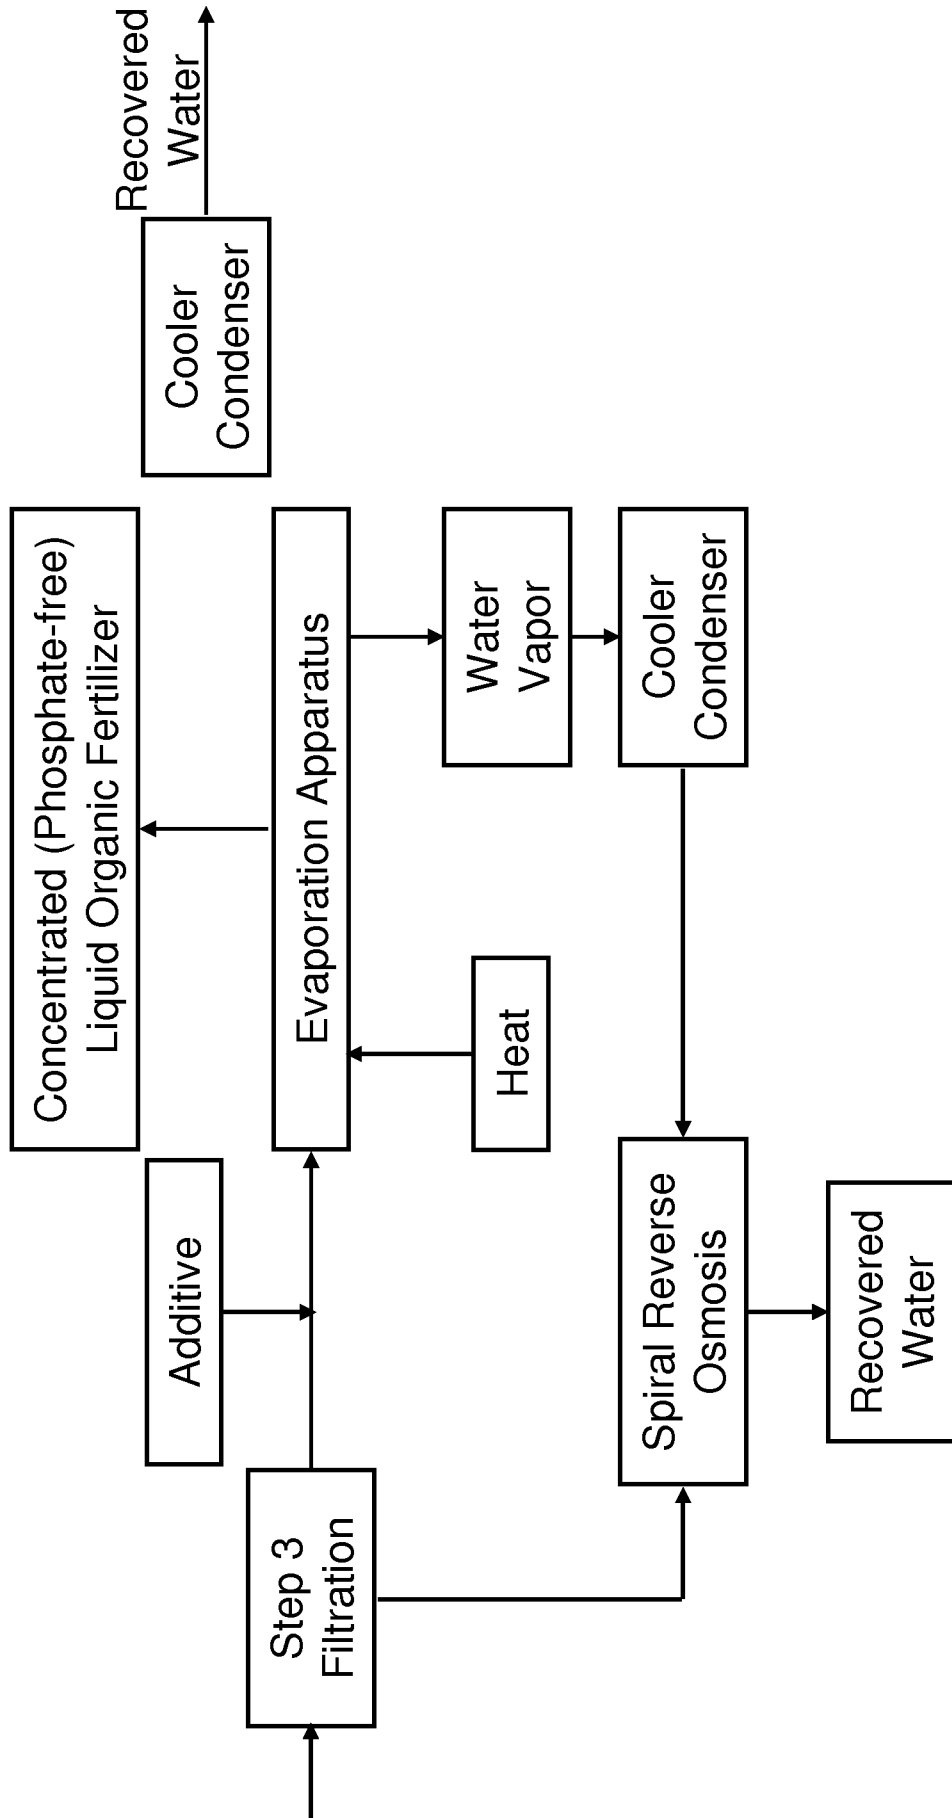 Step 3
Filtration
Additive
Concentrated (Phosphate-free)
Liquid Organic Fertilizer
Evaporation Apparatus
Heat
Water
Vapor
Cooler
Condenser
Spiral Reverse
Osmosis
Recovered
Water
Cooler
Condenser
Recovered
Water